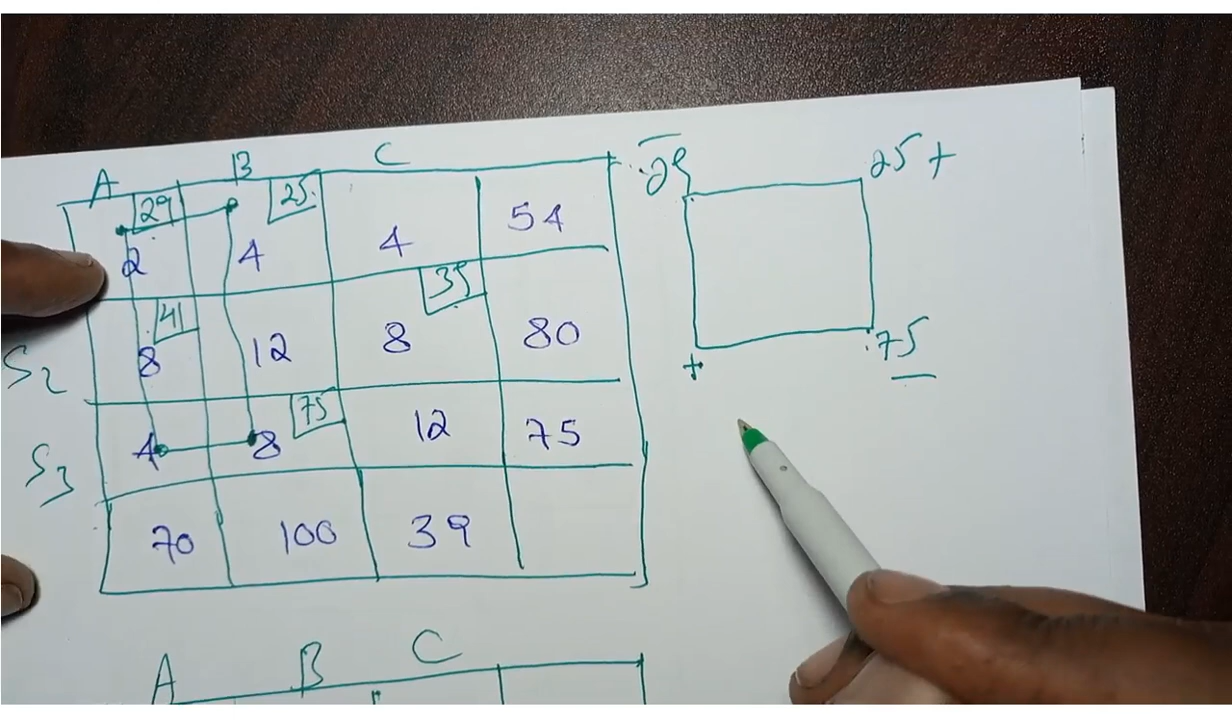 A B C
29 25 29 25+
2 4 4 54
41 39
S2 8 12 8 80 75
75
S3 4 8 12 75 +
70 100 39
A B C